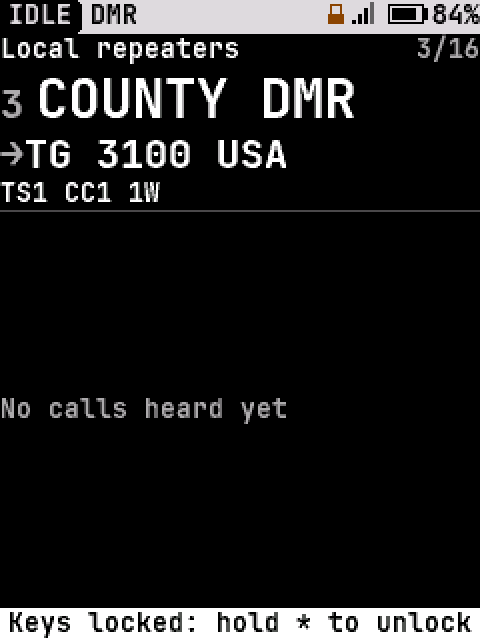 IDLE DMR 84%
Local repeaters 3/16
3 COUNTY DMR
→TG 3100 USA
TS1 CC1 1W
No calls heard yet
Keys locked: hold * to unlock